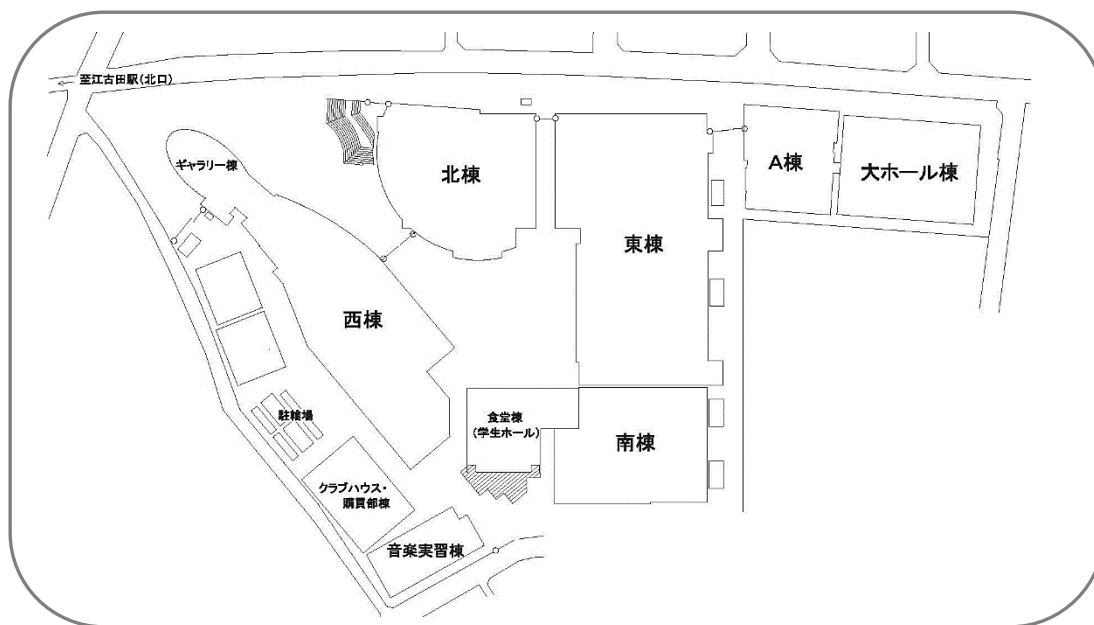 至江古田駅(北口)
ギャラリー棟
北棟
A棟
大ホール棟
東棟
西棟
駐輪場
食堂棟
(学生ホール)
南棟
クラブハウス・
購買部棟
音楽実習棟